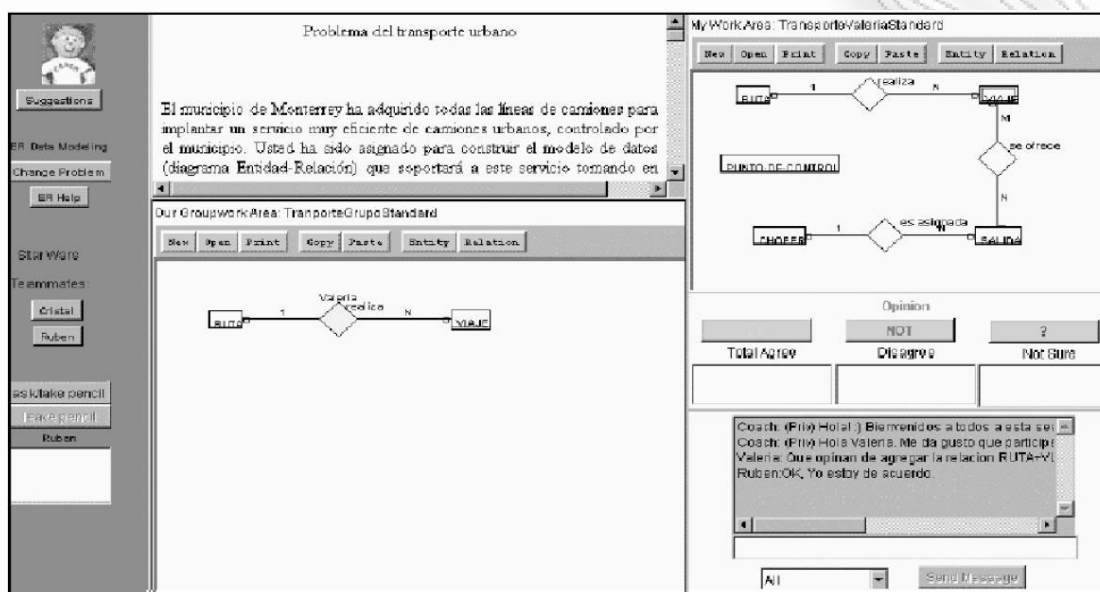 Suggestions
ER Data Modeling
Change Problem
ER Help
Star Wars
Teammates:
Cristal
Ruben
ask/take pencil
leave pencil
Ruben
Problema del transporte urbano
El municipio de Monterrey ha adquirido todas las líneas de camiones para
implantar un servicio muy eficiente de camiones urbanos, controlado por
el municipio. Usted ha sido asignado para construir el modelo de datos
(diagrama Entidad-Relación) que soportará a este servicio tomando en
Our Groupwork Area: TranporteGrupoStandard
New Open Print Copy Paste Entity Relation
Valeria
realiza
RUTA 1 N VIAJE
My Work Area: TransporteValeriaStandard
New Open Print Copy Paste Entity Relation
realiza
RUTA 1 N VIAJE
M
se ofrece
PUNTO-DE-CONTROL
N
es asignada
CHOFER 1 N SALIDA
Opinion
NOT ?
Total Agree Disagree Not Sure
Coach: (Priv) Hola! :) Bienvenidos a todos a esta ses
Coach: (Priv) Hola Valeria. Me da gusto que participe
Valeria: Que opinan de agregar la relacion RUTA-VI
Ruben:OK, Yo estoy de acuerdo.
All Send Message